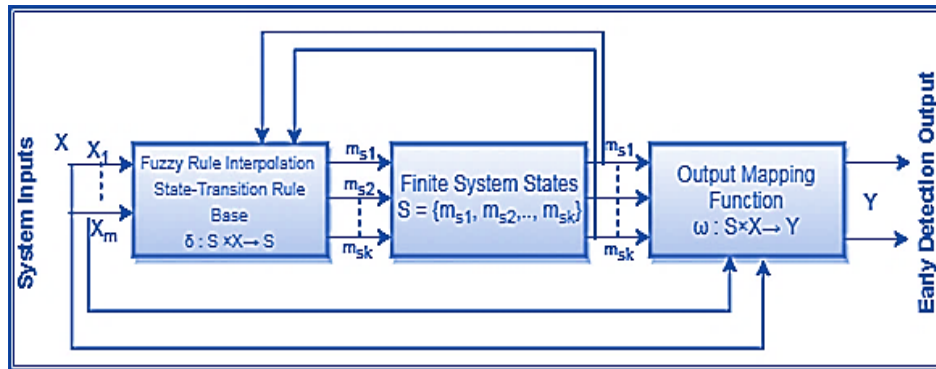 System Inputs
X
X1
Xm
Fuzzy Rule Interpolation
State-Transition Rule
Base
δ : S ×X→ S
ms1
ms2
msk
Finite System States
S = {ms1, ms2,.., msk}
ms1
msk
Output Mapping
Function
ω : S×X→ Y
Y
Early Detection Output